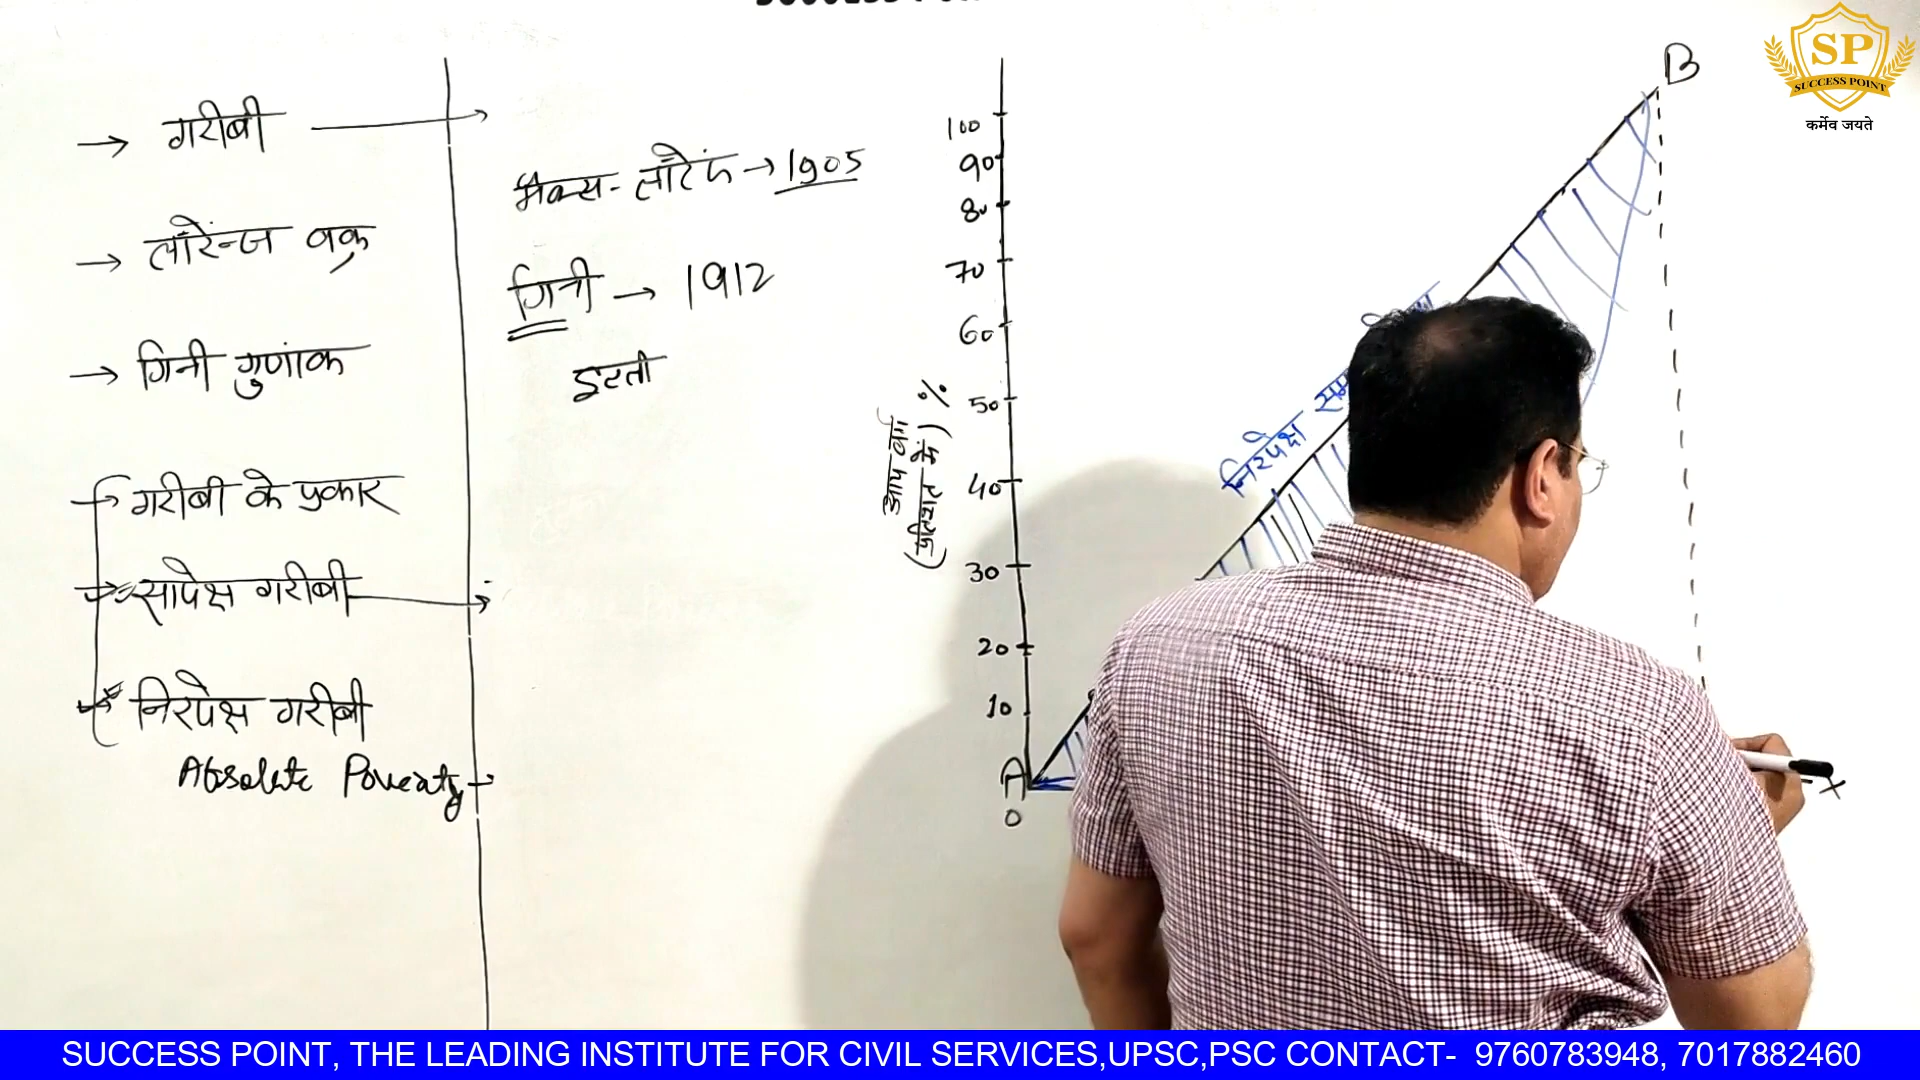 → गरीबी →
→ लॉरेन्ज वक्र
→ गिनी गुणांक
→ गरीबी के प्रकार
→ सापेक्ष गरीबी →
→ निरपेक्ष गरीबी
Absolute Poverty →
मैक्स - लॉरेंज → 1905
गिनी → 1912
इटली
100
90
80
70
60
50
40
30
20
10
A
0
आय वर्ग
(प्रतिशत में) %
निरपेक्ष
B
X
SP
SUCCESS POINT
कर्मेव जयते
SUCCESS POINT, THE LEADING INSTITUTE FOR CIVIL SERVICES,UPSC,PSC CONTACT- 9760783948, 7017882460